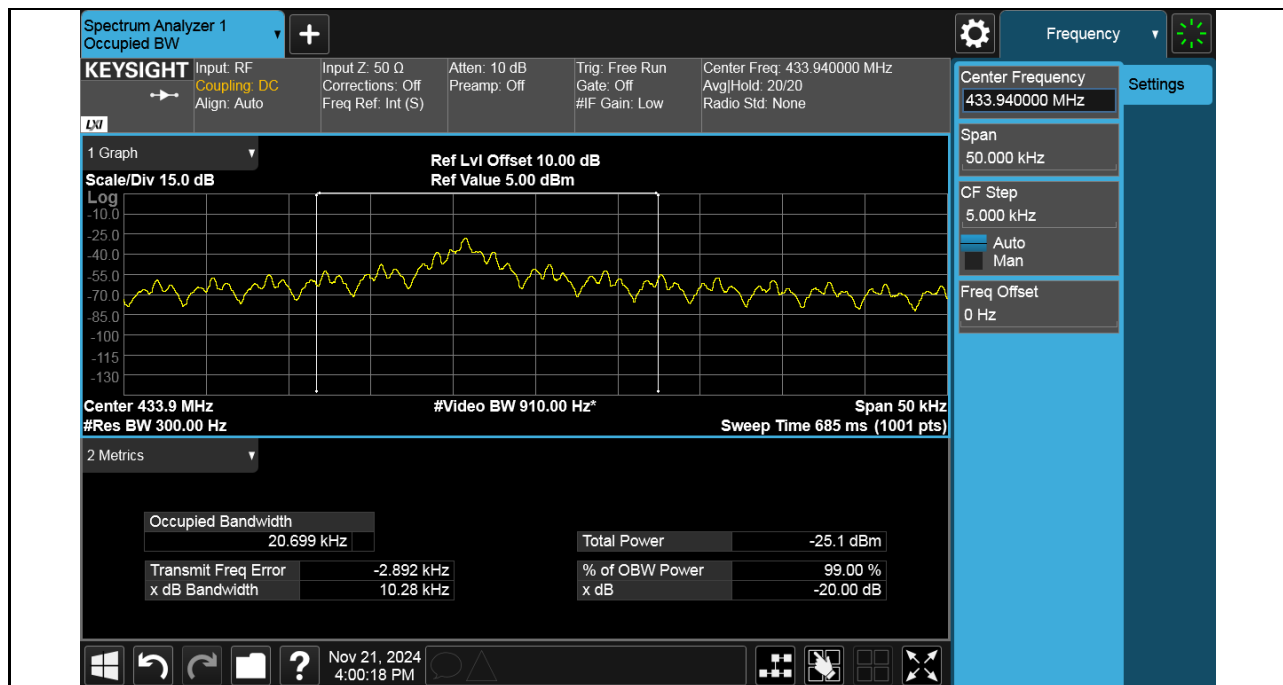 Spectrum Analyzer 1
Occupied BW
+
Frequency
KEYSIGHT
LXI
Input: RF
Coupling: DC
Align: Auto
Input Z: 50 Ω
Corrections: Off
Freq Ref: Int (S)
Atten: 10 dB
Preamp: Off
Trig: Free Run
Gate: Off
#IF Gain: Low
Center Freq: 433.940000 MHz
Avg|Hold: 20/20
Radio Std: None
Center Frequency
433.940000 MHz
Settings
Span
50.000 kHz
CF Step
5.000 kHz
Auto
Man
Freq Offset
0 Hz
1 Graph
Scale/Div 15.0 dB
Ref Lvl Offset 10.00 dB
Ref Value 5.00 dBm
Log
-10.0
-25.0
-40.0
-55.0
-70.0
-85.0
-100
-115
-130
Center 433.9 MHz
#Video BW 910.00 Hz*
Span 50 kHz
#Res BW 300.00 Hz
Sweep Time 685 ms (1001 pts)
2 Metrics
Occupied Bandwidth
20.699 kHz
Total Power -25.1 dBm
Transmit Freq Error -2.892 kHz
% of OBW Power 99.00 %
x dB Bandwidth 10.28 kHz
x dB -20.00 dB
?
Nov 21, 2024
4:00:18 PM